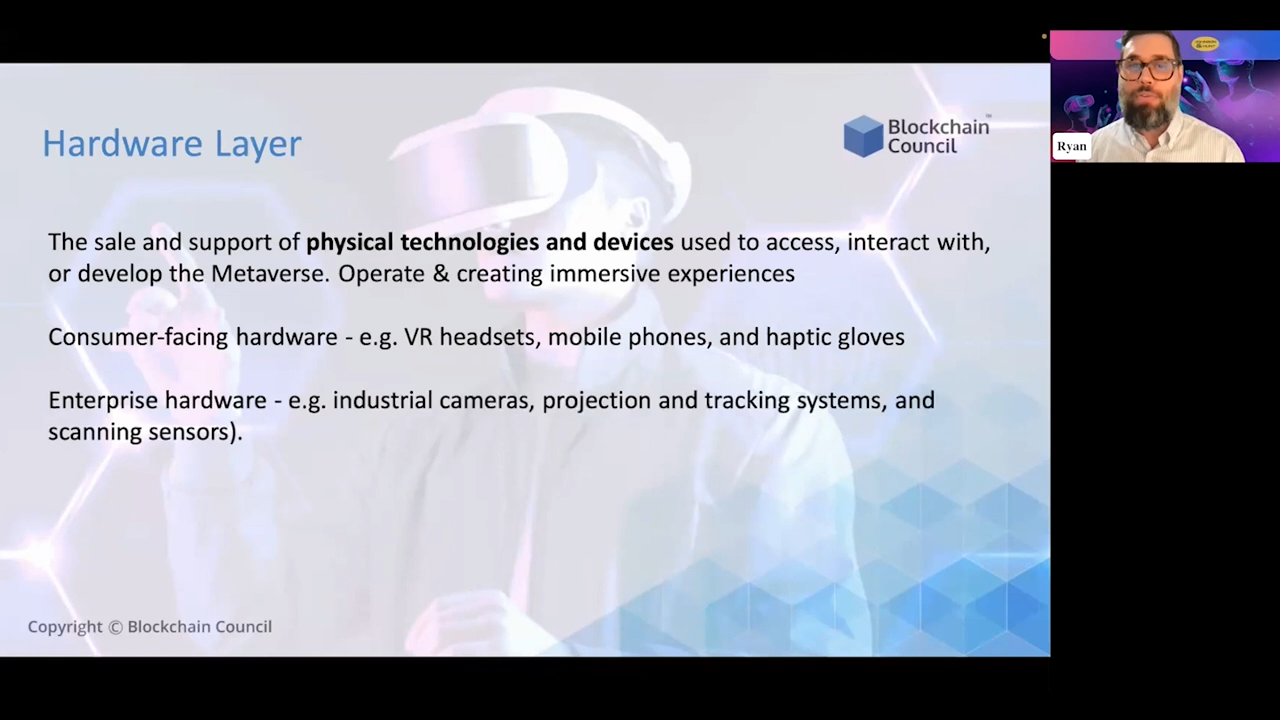 Hardware Layer
Blockchain
Council
™
The sale and support of physical technologies and devices used to access, interact with,
or develop the Metaverse. Operate & creating immersive experiences
Consumer-facing hardware - e.g. VR headsets, mobile phones, and haptic gloves
Enterprise hardware - e.g. industrial cameras, projection and tracking systems, and
scanning sensors).
Copyright © Blockchain Council
Ryan